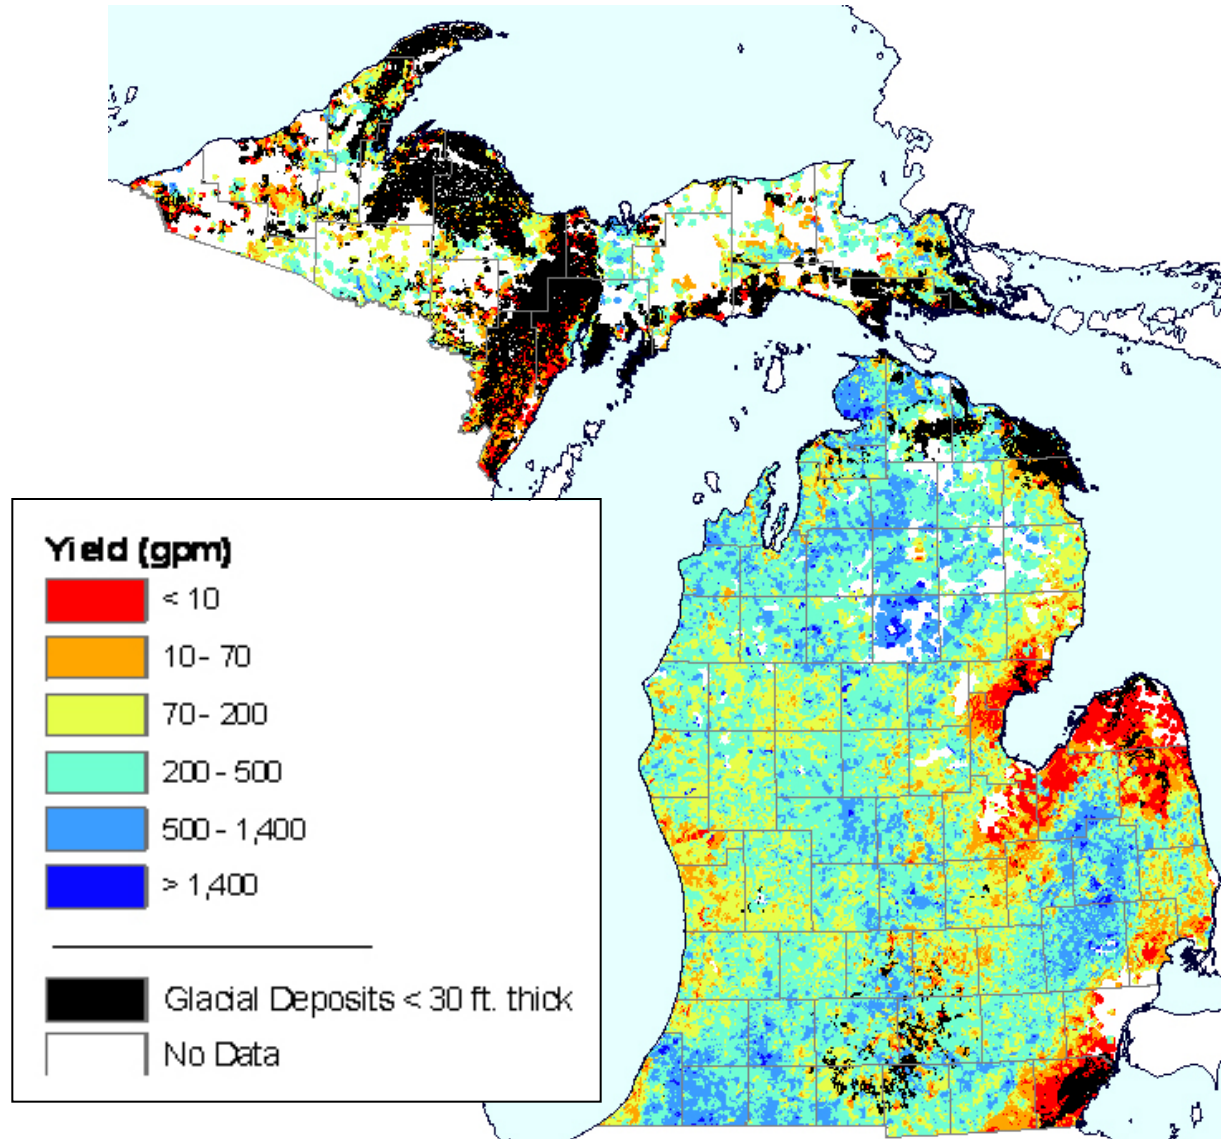 Yield (gpm)
< 10
10 - 70
70 - 200
200 - 500
500 - 1,400
> 1,400
Glacial Deposits < 30 ft. thick
No Data